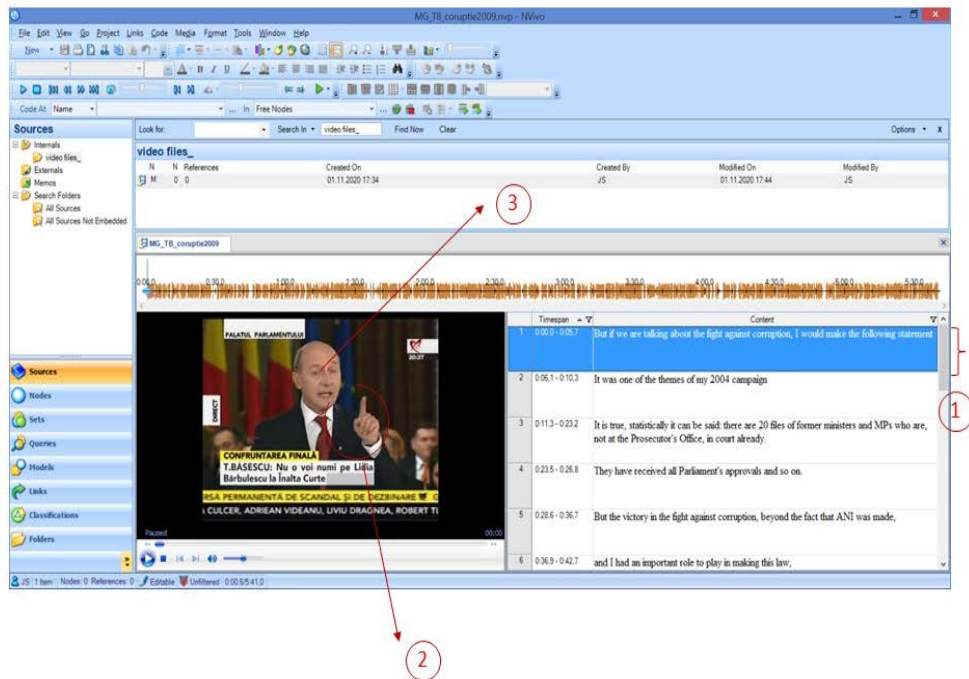 MG_TB_coruptie2009.nvp - NVivo
File Edit View Go Project Links Code Media Format Tools Window Help
New
Code At Name ... in Free Nodes ...
Sources
Internals
video files_
Externals
Memos
Search Folders
All Sources
All Sources Not Embedded
Look for: Search In video files_ Find Now Clear Options x
video files_
N N References Created On Created By Modified On Modified By
M 0 0 01.11.2020 17:34 JS 01.11.2020 17:44 JS
3
MG_TB_coruptie2009
0:00,0 0:30,0 1:00,0 1:30,0 2:00,0 2:30,0 3:00,0 3:30,0 4:00,0 4:30,0 5:00,0 5:30,0
PALATUL PARLAMENTULUI
20:27
DIRECT
CONFRUNTAREA FINALĂ
T.BĂSESCU: Nu o voi numi pe Lidia
Bărbulescu la Înalta Curte
RSĂ PERMANENTĂ DE SCANDAL ȘI DE DEZBINARE
CULCER, ADRIEAN VIDEANU, LIVIU DRAGNEA, ROBERT
Paused 00:00
Timespan Content
1 0:00,0 - 0:05,7 But if we are talking about the fight against corruption, I would make the following statement
2 0:06,1 - 0:10,3 It was one of the themes of my 2004 campaign
3 0:11,3 - 0:23,2 It is true, statistically it can be said: there are 20 files of former ministers and MPs who are,
not at the Prosecutor's Office, in court already.
4 0:23,5 - 0:26,8 They have received all Parliament's approvals and so on.
5 0:28,6 - 0:36,7 But the victory in the fight against corruption, beyond the fact that ANI was made,
6 0:36,9 - 0:42,7 and I had an important role to play in making this law,
1
Sources
Nodes
Sets
Queries
Models
Links
Classifications
Folders
JS 1 Item Nodes: 0 References: 0 Editable Unfiltered 0:00,6/5:41,0
2